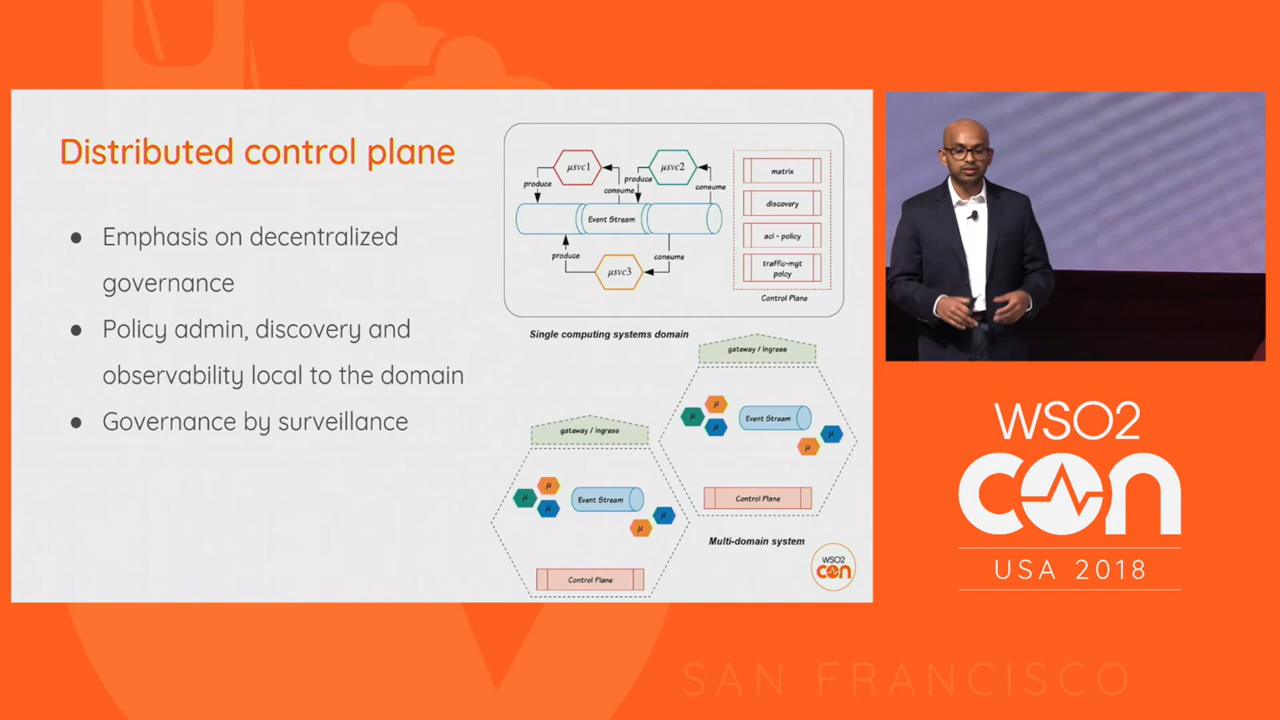 Distributed control plane
● Emphasis on decentralized
governance
● Policy admin, discovery and
observability local to the domain
● Governance by surveillance
μsvc1
μsvc2
produce
consume
produce
consume
Event Stream
produce
consume
μsvc3
matrix
discovery
acl - policy
traffic-mgt
polcy
Control Plane
Single computing systems domain
gateway / ingress
μ
μ
μ
Event Stream
μ
μ
Control Plane
gateway / ingress
μ
μ
μ
Event Stream
μ
μ
Control Plane
Multi-domain system
WSO2
con
WSO2
con
USA 2018
SAN FRANCISCO